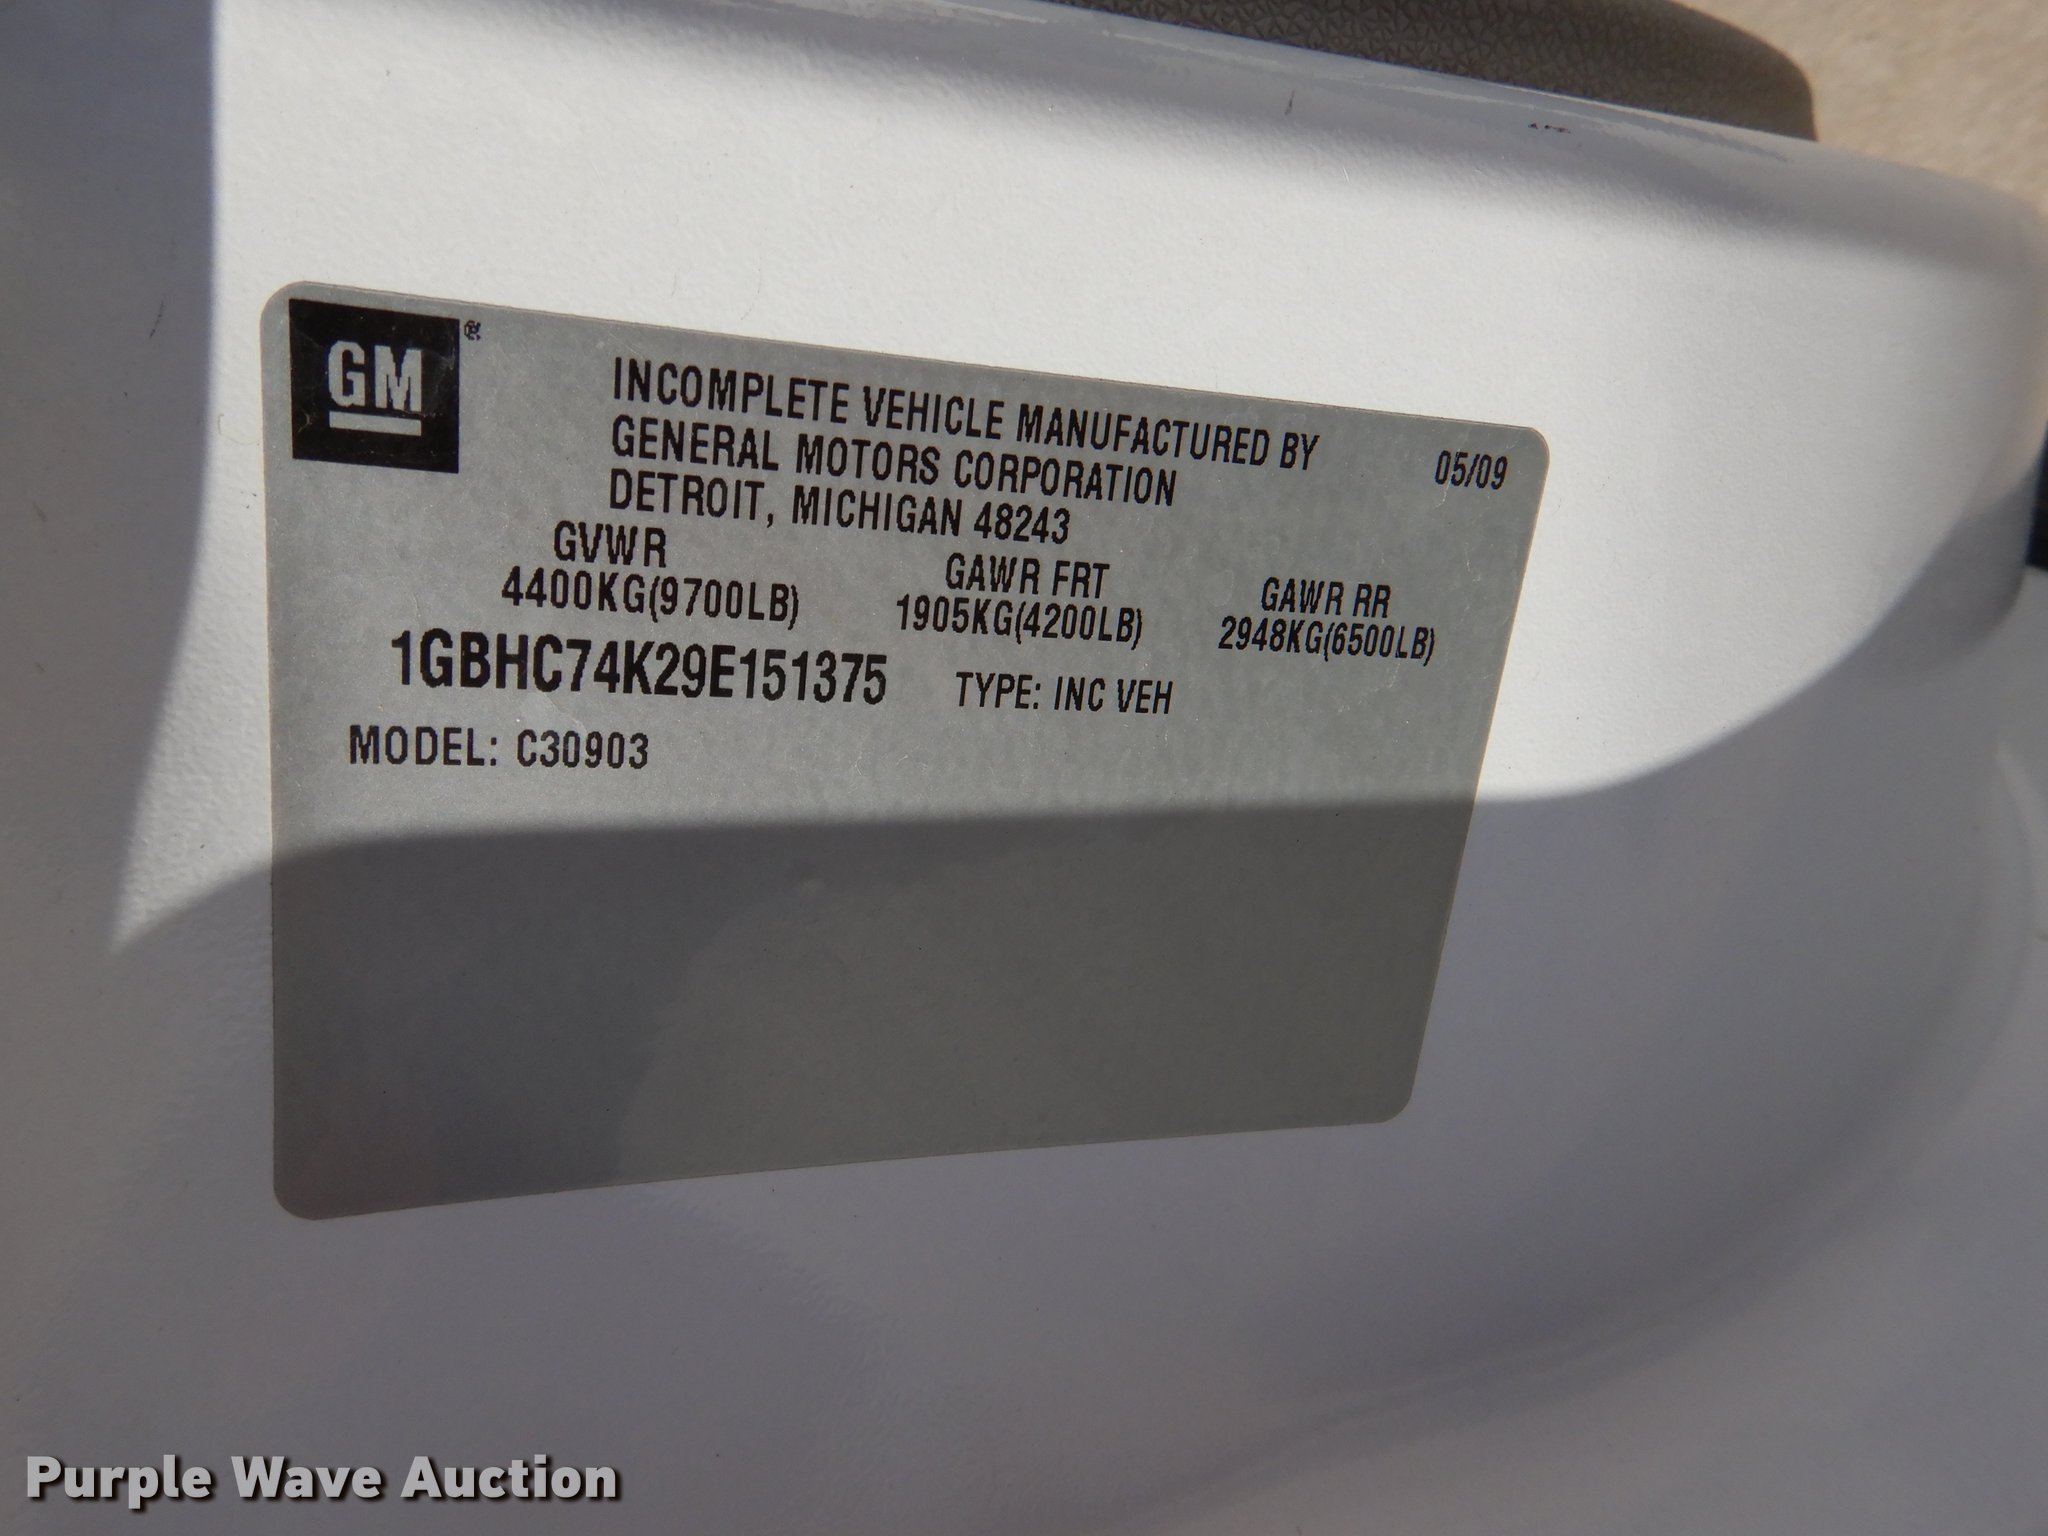 GM ®
INCOMPLETE VEHICLE MANUFACTURED BY
GENERAL MOTORS CORPORATION 05/09
DETROIT, MICHIGAN 48243
GVWR GAWR FRT GAWR RR
4400KG(9700LB) 1905KG(4200LB) 2948KG(6500LB)
1GBHC74K29E151375 TYPE: INC VEH
MODEL: C30903
Purple Wave Auction